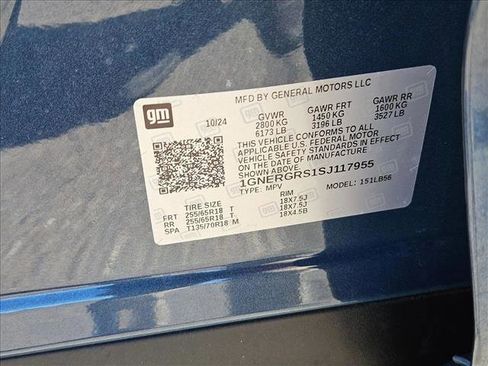 gm
MFD BY GENERAL MOTORS LLC
10/24 GVWR GAWR FRT GAWR RR
2800 KG 1450 KG 1600 KG
6173 LB 3196 LB 3527 LB
THIS VEHICLE CONFORMS TO ALL
APPLICABLE U.S. FEDERAL MOTOR
VEHICLE SAFETY STANDARDS IN EFFECT
ON THE DATE OF MANUFACTURE
SHOWN ABOVE.
1GNERGRS1SJ117955
TYPE: MPV MODEL: 1S1LB56
TIRE SIZE RIM
FRT 255/65R18 T 18X7.5J
RR 255/65R18 T 18X7.5J
SPA T135/70R18 M 18X4.5B